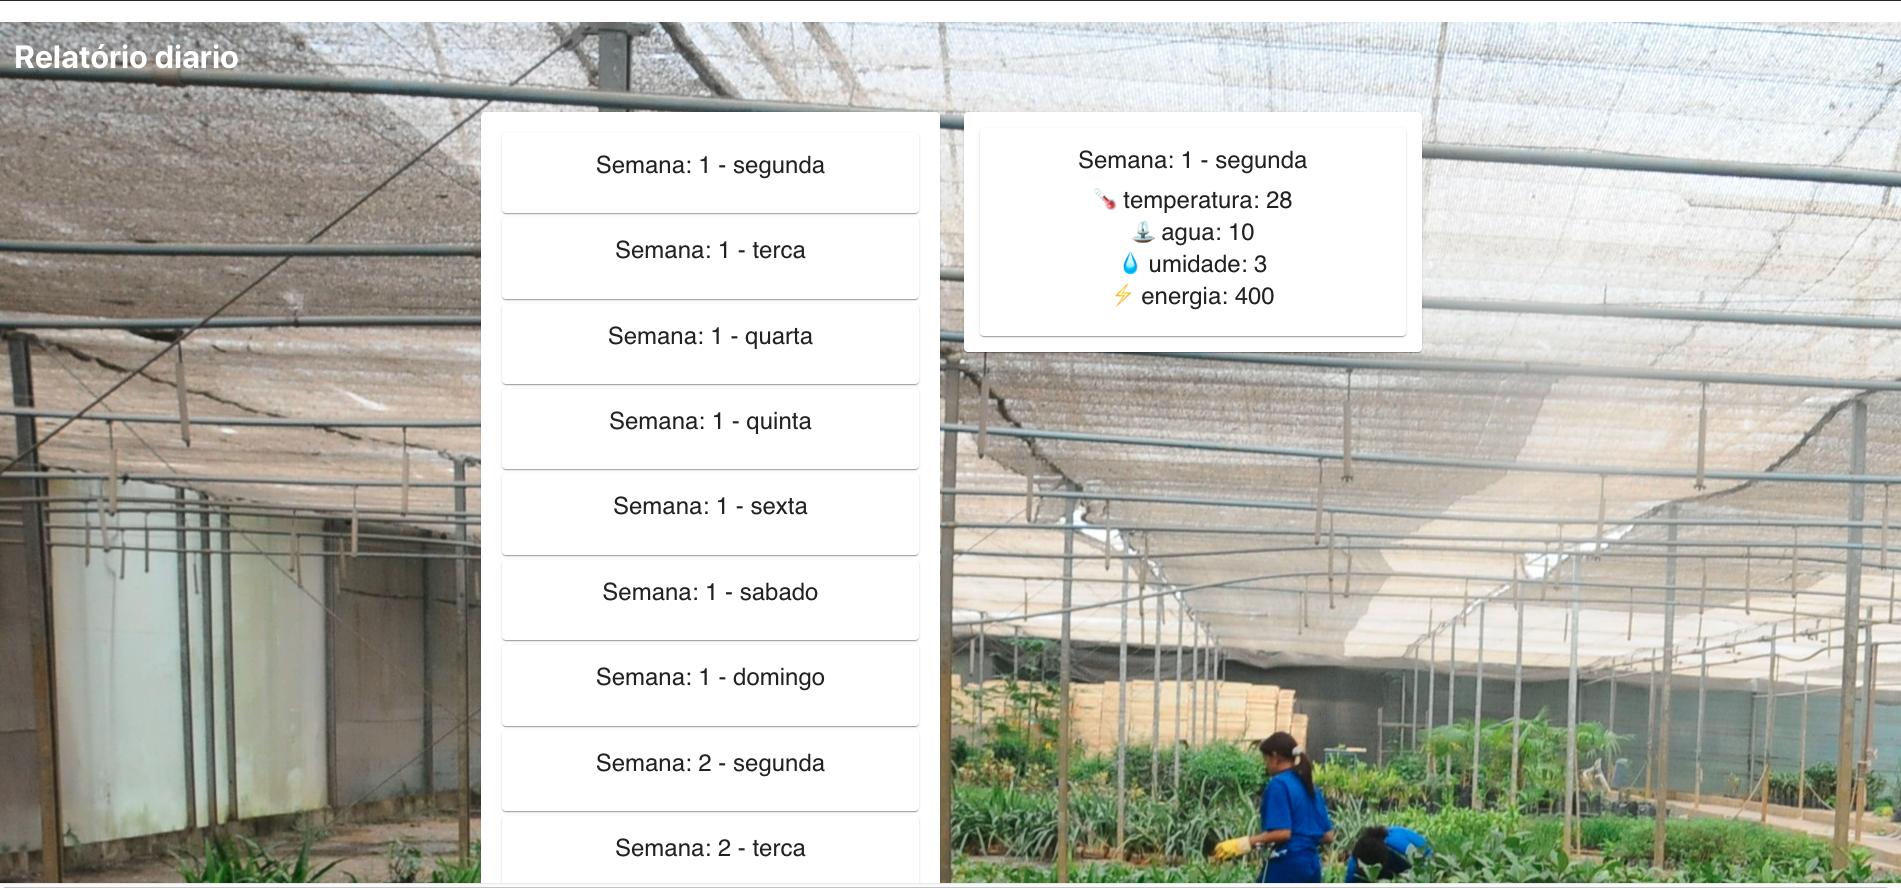 Relatório diario
Semana: 1 - segunda
Semana: 1 - terca
Semana: 1 - quarta
Semana: 1 - quinta
Semana: 1 - sexta
Semana: 1 - sabado
Semana: 1 - domingo
Semana: 2 - segunda
Semana: 2 - terca
Semana: 1 - segunda
🌡️ temperatura: 28
⛲ agua: 10
💧 umidade: 3
⚡ energia: 400